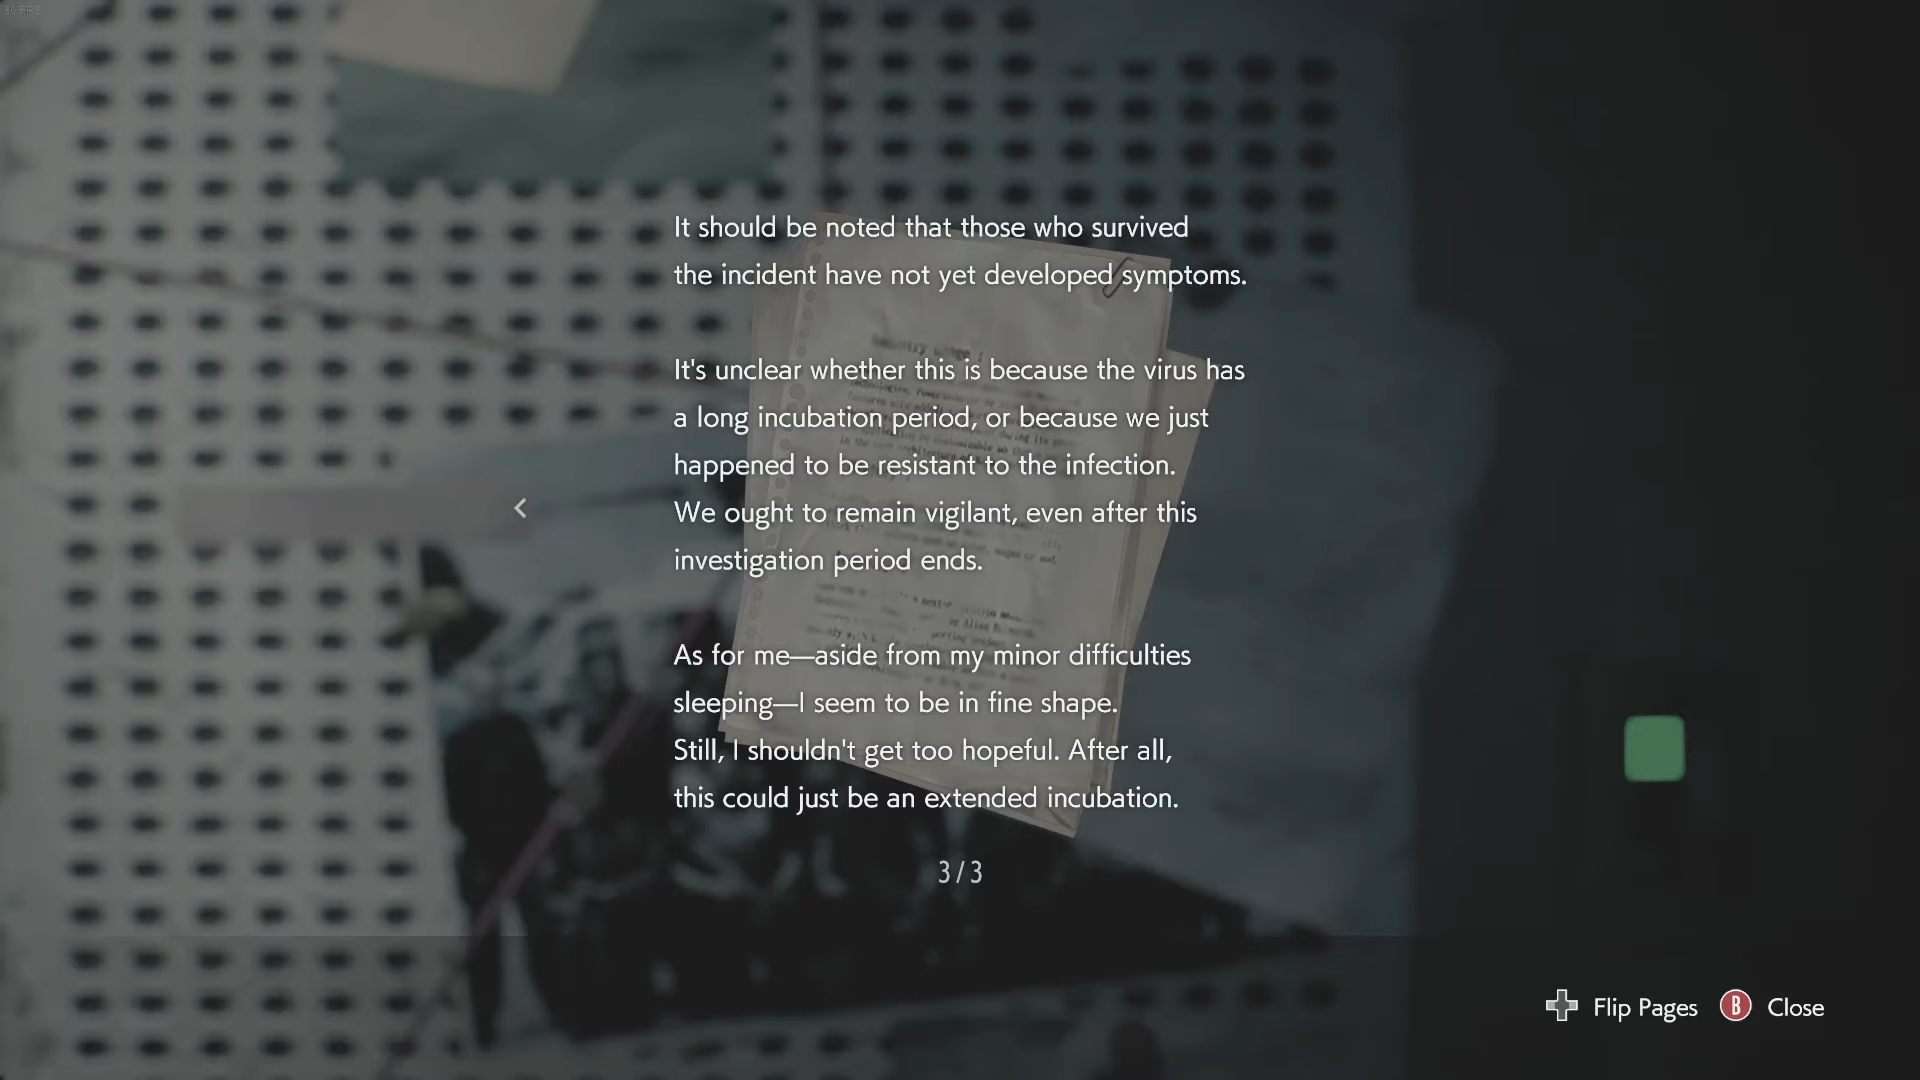 It should be noted that those who survived
the incident have not yet developed symptoms.
It's unclear whether this is because the virus has
a long incubation period, or because we just
happened to be resistant to the infection.
We ought to remain vigilant, even after this
investigation period ends.
As for me—aside from my minor difficulties
sleeping—I seem to be in fine shape.
Still, I shouldn't get too hopeful. After all,
this could just be an extended incubation.
3/3
Flip Pages B Close